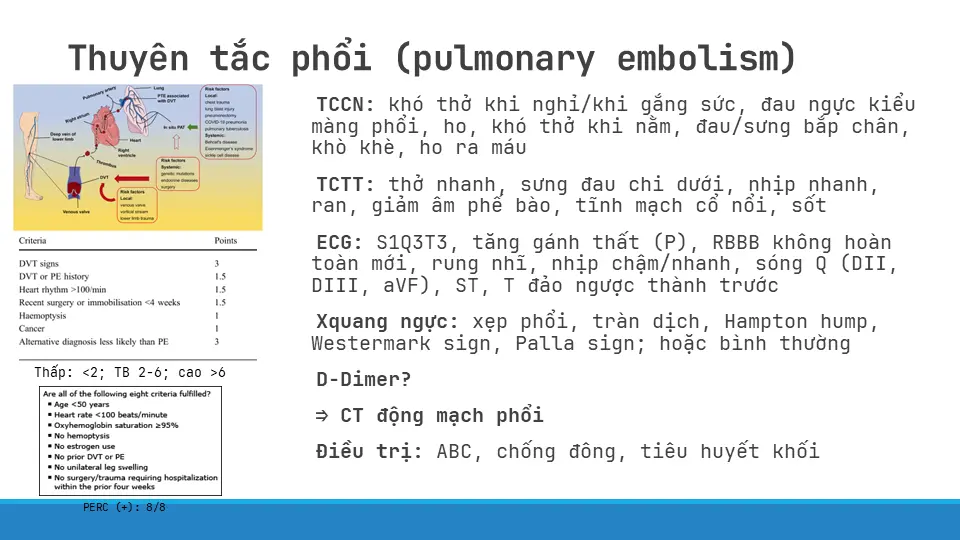 Thuyên tắc phổi (pulmonary embolism)
Pulmonary artery
Lung
PTE associated
with DVT
Right atrium
In situ PAT
Deep vein of
lower limb
Heart
Right
ventricle
Thrombus
DVT
Venous valve
Risk factors
Local:
chest trauma
lung blast injury
pneumonectomy
COVID-19 pneumonia
pulmonary tuberculosis
Systemic:
Behcet's disease
Eisenmenger's syndrome
sickle cell disease
Risk factors
Systemic:
genetic mutations
endocrine diseases
surgery
Risk factors
Local:
venous valve
vortical stream
lower limb trauma
Criteria Points
DVT signs 3
DVT or PE history 1.5
Heart rhythm >100/min 1.5
Recent surgery or immobilisation <4 weeks 1.5
Haemoptysis 1
Cancer 1
Alternative diagnosis less likely than PE 3
Thấp: <2; TB 2-6; cao >6
Are all of the following eight criteria fulfilled?
▪ Age <50 years
▪ Heart rate <100 beats/minute
▪ Oxyhemoglobin saturation ≥95%
▪ No hemoptysis
▪ No estrogen use
▪ No prior DVT or PE
▪ No unilateral leg swelling
▪ No surgery/trauma requiring hospitalization
within the prior four weeks
PERC (+): 8/8
TCCN: khó thở khi nghỉ/khi gắng sức, đau ngực kiểu
màng phổi, ho, khó thở khi nằm, đau/sưng bắp chân,
khò khè, ho ra máu
TCTT: thở nhanh, sưng đau chi dưới, nhịp nhanh,
ran, giảm âm phế bào, tĩnh mạch cổ nổi, sốt
ECG: S1Q3T3, tăng gánh thất (P), RBBB không hoàn
toàn mới, rung nhĩ, nhịp chậm/nhanh, sóng Q (DII,
DIII, aVF), ST, T đảo ngược thành trước
Xquang ngực: xẹp phổi, tràn dịch, Hampton hump,
Westermark sign, Palla sign; hoặc bình thường
D-Dimer?
⇒ CT động mạch phổi
Điều trị: ABC, chống đông, tiêu huyết khối